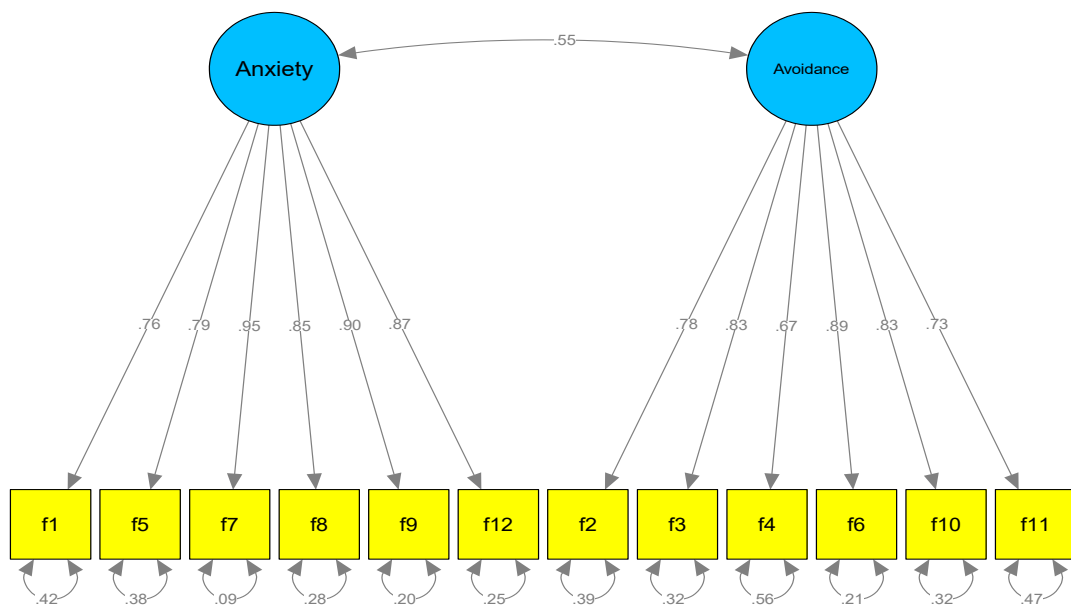 .55
Anxiety
Avoidance
.76 .79 .95 .85 .90 .87 .78 .83 .67 .89 .83 .73
f1 f5 f7 f8 f9 f12 f2 f3 f4 f6 f10 f11
.42 .38 .09 .28 .20 .25 .39 .32 .56 .21 .32 .47